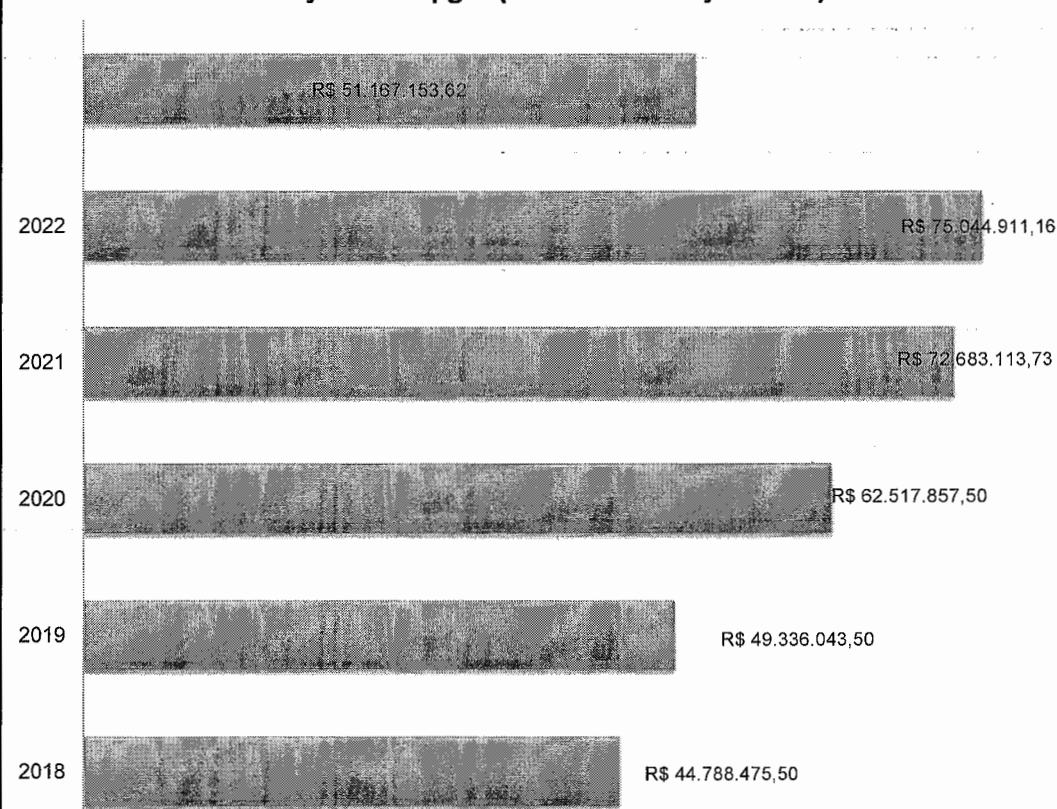 R$ 51.167.153,62
2022 R$ 75.044.911,16
2021 R$ 72.683.113,73
2020 R$ 62.517.857,50
2019 R$ 49.336.043,50
2018 R$ 44.788.475,50